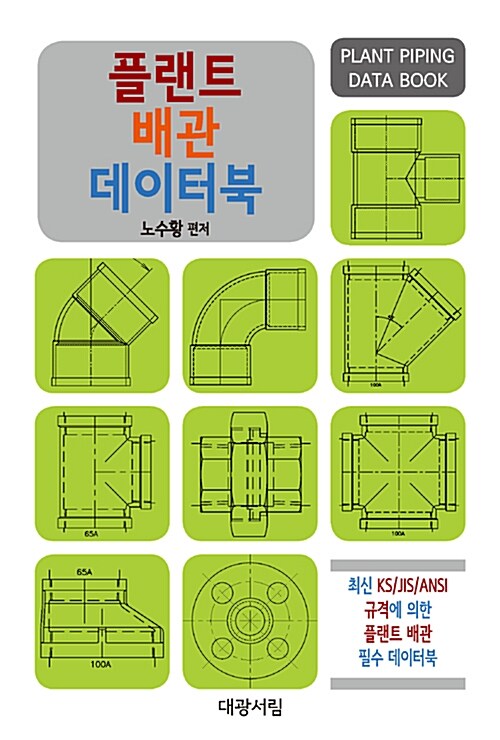 플랜트
배관
데이터북
노수황 편저
PLANT PIPING
DATA BOOK
100A
65A
100A
65A
100A
최신 KS/JIS/ANSI
규격에 의한
플랜트 배관
필수 데이터북
대광서림